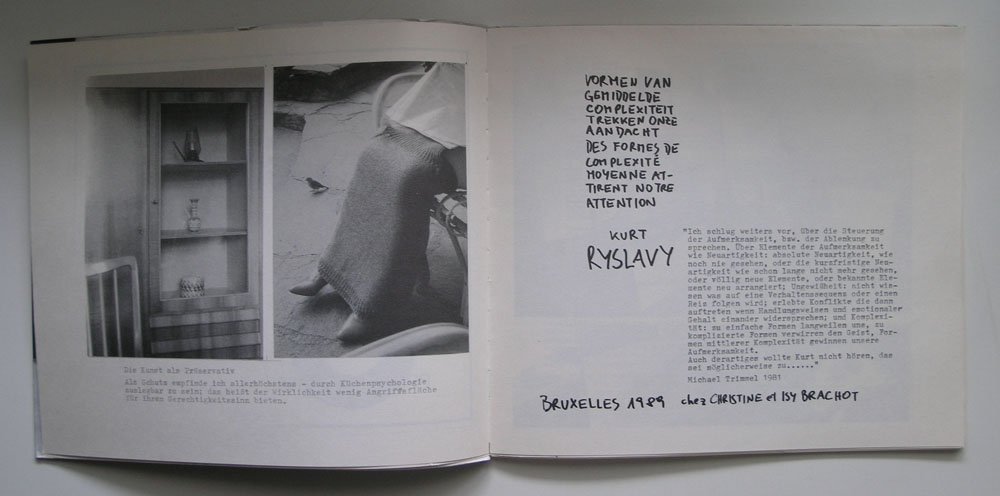 Die Kunst als Präservativ
Als Schutz empfinde ich allerhöchstens - durch Küchenpsychologie
auslegbar zu sein; das heißt der Wirklichkeit wenig Angriffsfläche
für ihren Gerechtigkeitssinn bieten.
VORMEN VAN
GEMIDDELDE
COMPLEXITEIT
TREKKEN ONZE
AANDACHT
DES FORMES DE
COMPLEXITÉ
MOYENNE AT-
TIRENT NOTRE
ATTENTION
KURT
RYSLAVY
"Ich schlug weiters vor, über die Steuerung
der Aufmerksamkeit, bzw. der Ablenkung zu
sprechen. Über Elemente der Aufmerksamkeit
wie Neuartigkeit: absolute Neuartigkeit, wie
noch nie gesehen, oder die kurzfristige Neu-
artigkeit wie schon lange nicht mehr gesehen,
oder völlig neue Elemente, oder bekannte Ele-
mente neu arrangiert; Ungewißheit: nicht wis-
sen was auf eine Verhaltenssequenz oder einen
Reiz folgen wird; erlebte Konflikte die dann
auftreten wenn Handlungsweisen und emotionaler
Gehalt einander widersprechen; und Komplexi-
tät: zu einfache Formen langweilen uns, zu
komplizierte Formen verwirren den Geist, For-
men mittlerer Komplexität gewinnen unsere
Aufmerksamkeit.
Auch derartiges wollte Kurt nicht hören, das
sei möglicherweise zu......"
Michael Tzimmel 1981
BRUXELLES 1989 chez CHRISTINE et ISY BRACHOT